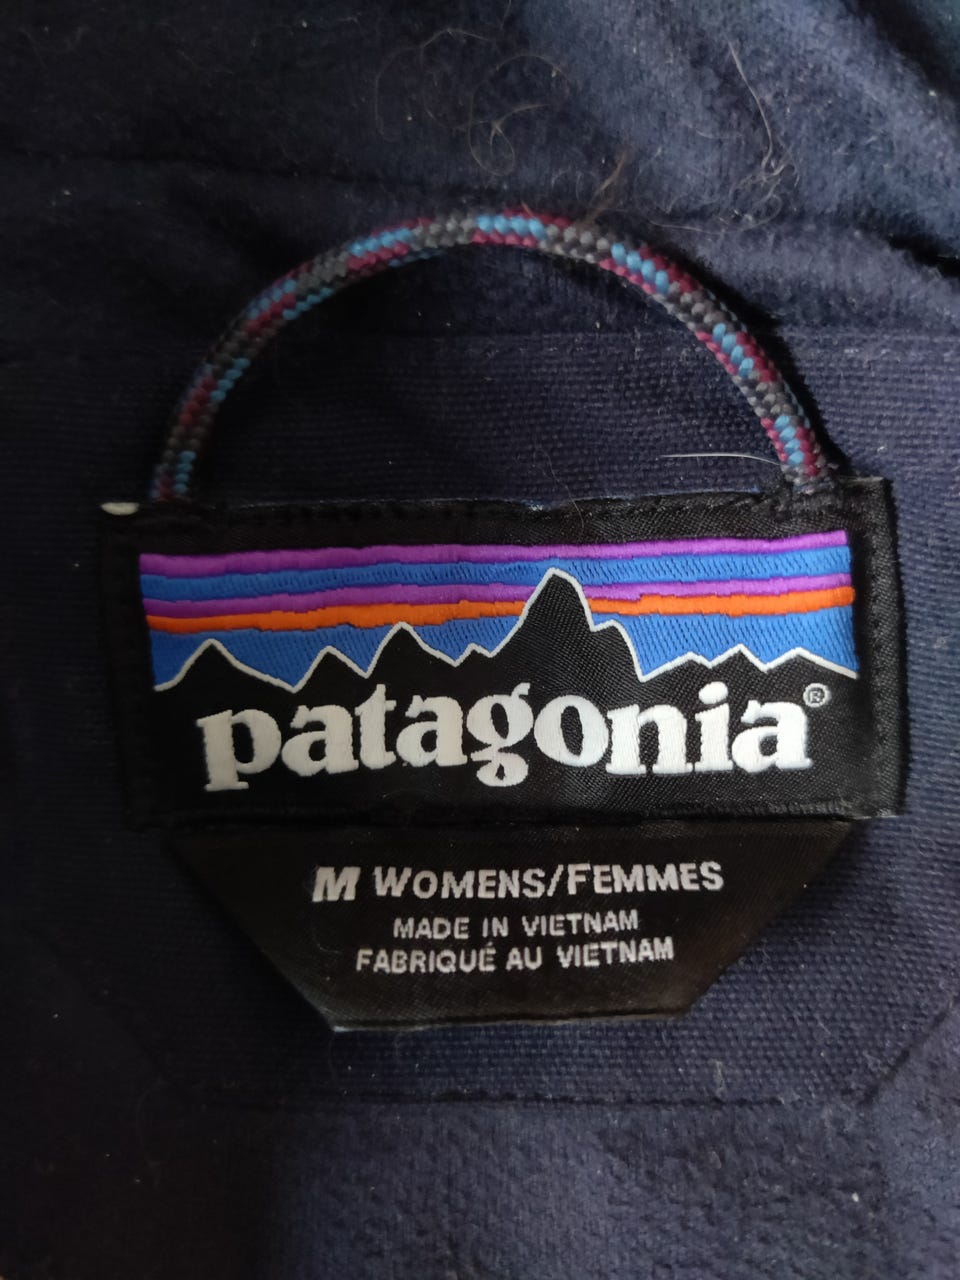 patagonia®
M WOMENS/FEMMES
MADE IN VIETNAM
FABRIQUÉ AU VIETNAM